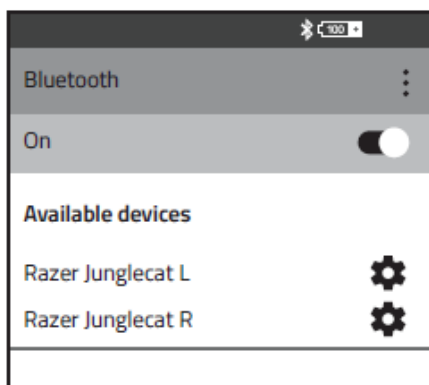 100
Bluetooth
On
Available devices
Razer Junglecat L
Razer Junglecat R